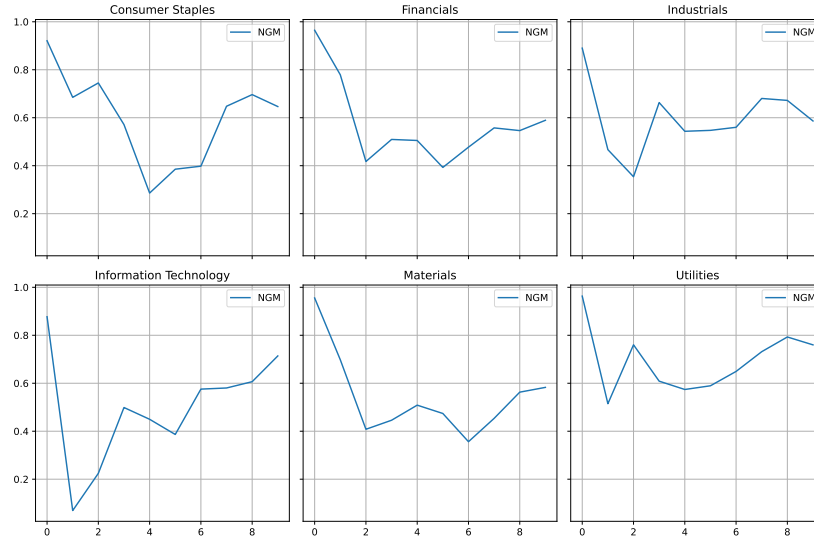 Consumer Staples Financials Industrials
1.0 NGM NGM NGM
0.8
0.6
0.4
0.2
Information Technology Materials Utilities
1.0 NGM NGM NGM
0.8
0.6
0.4
0.2
0 2 4 6 8 0 2 4 6 8 0 2 4 6 8